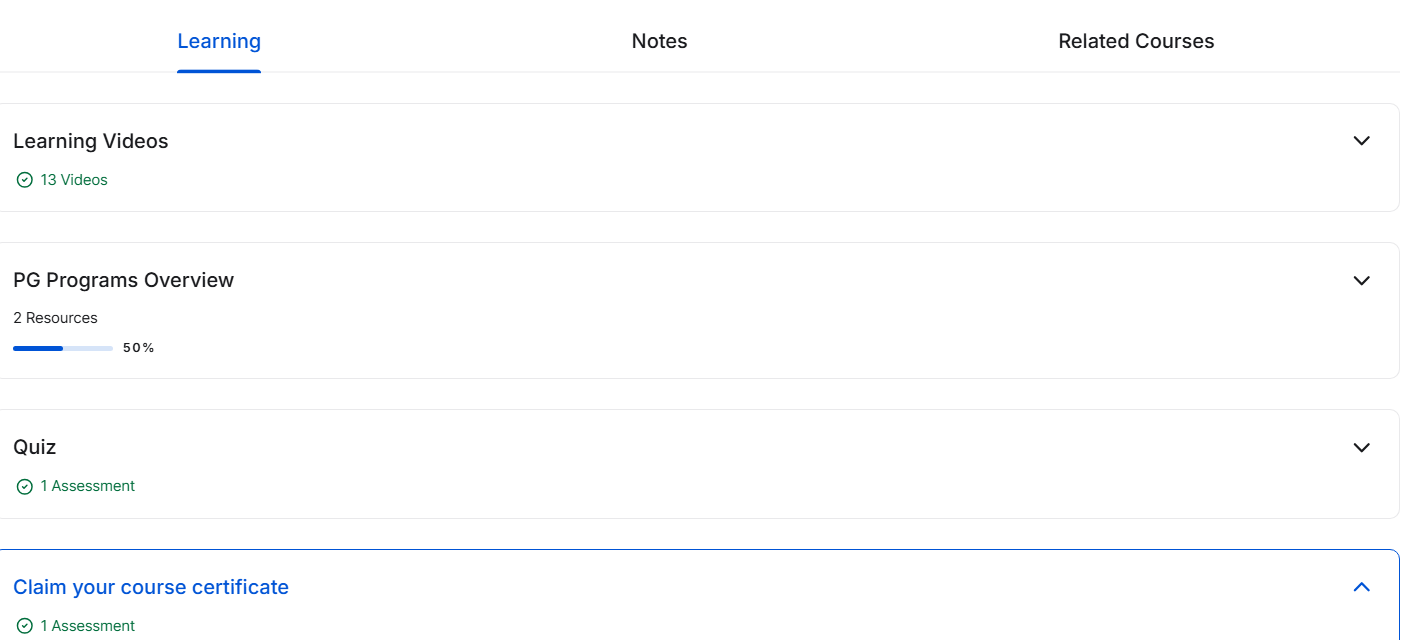 Learning Notes Related Courses
Learning Videos
13 Videos
PG Programs Overview
2 Resources
50%
Quiz
1 Assessment
Claim your course certificate
1 Assessment